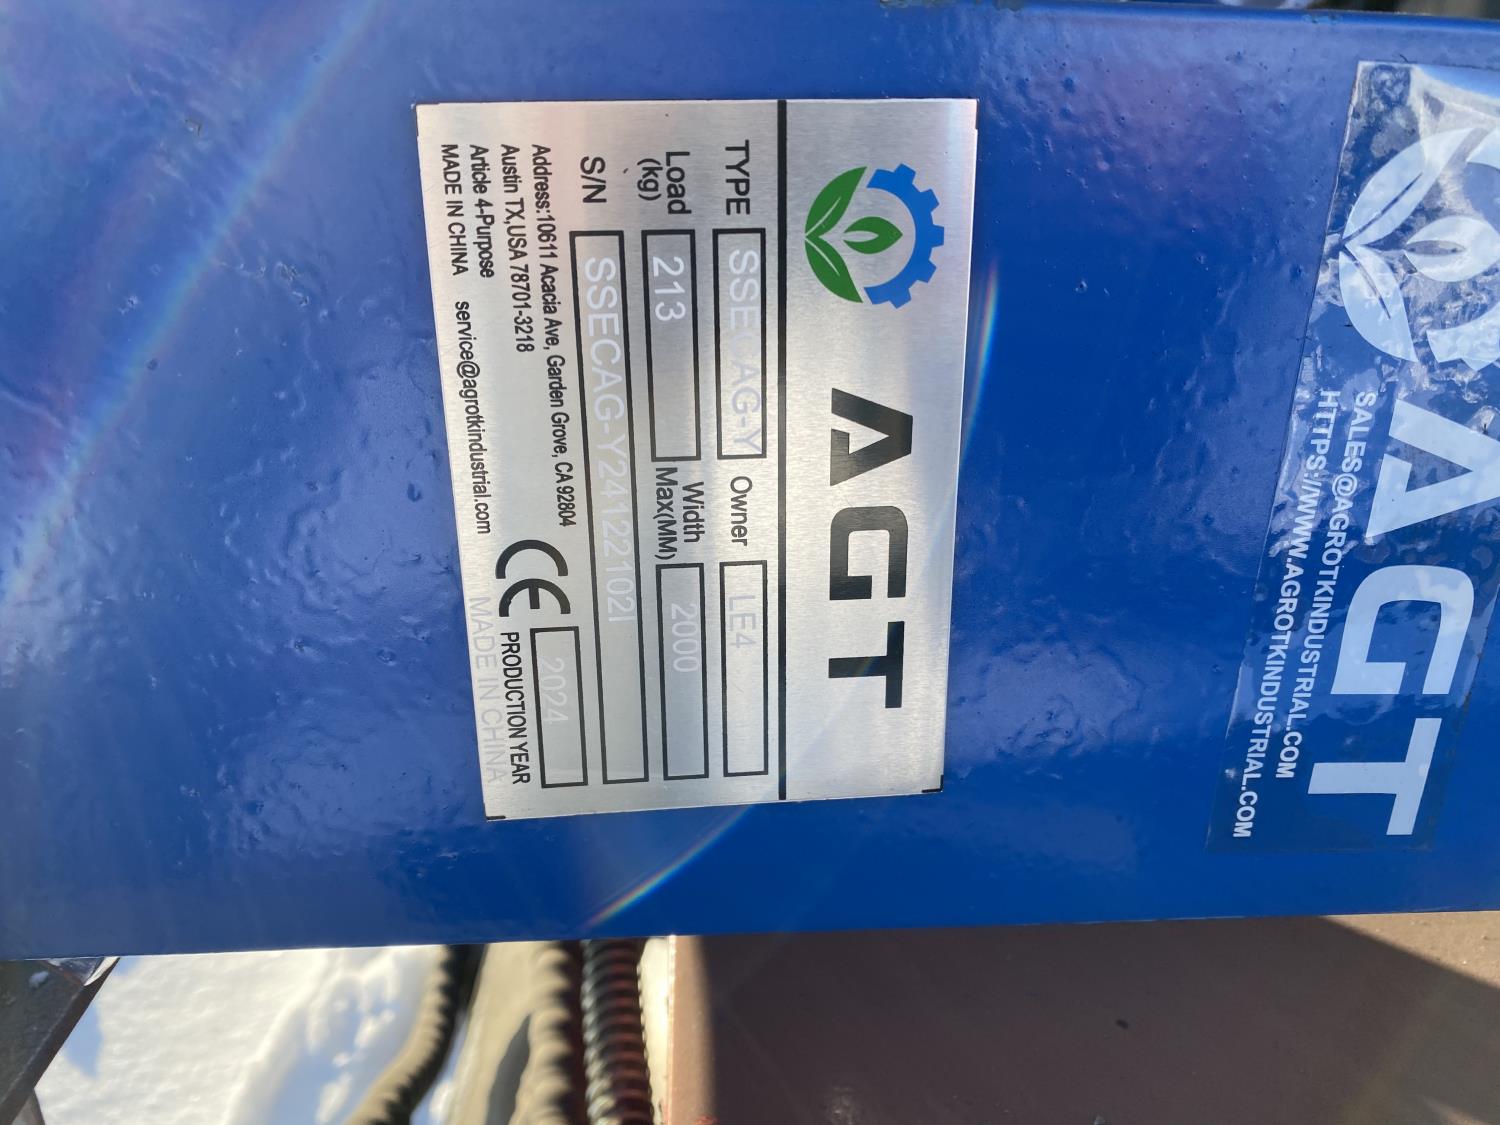 AGT
TYPE SSECAG-Y Owner LE4
Load (kg) 213 Width Max(MM) 2000
S/N SSECAG-Y24122102I
Address:10611 Acacia Ave, Garden Grove, CA 92804
Austin TX,USA 78701-3218
Article 4-Purpose
MADE IN CHINA service@agrotkindustrial.com
CE PRODUCTION YEAR 2024
MADE IN CHINA
AGT
SALES@AGROTKINDUSTRIAL.COM
HTTPS://WWW.AGROTKINDUSTRIAL.COM